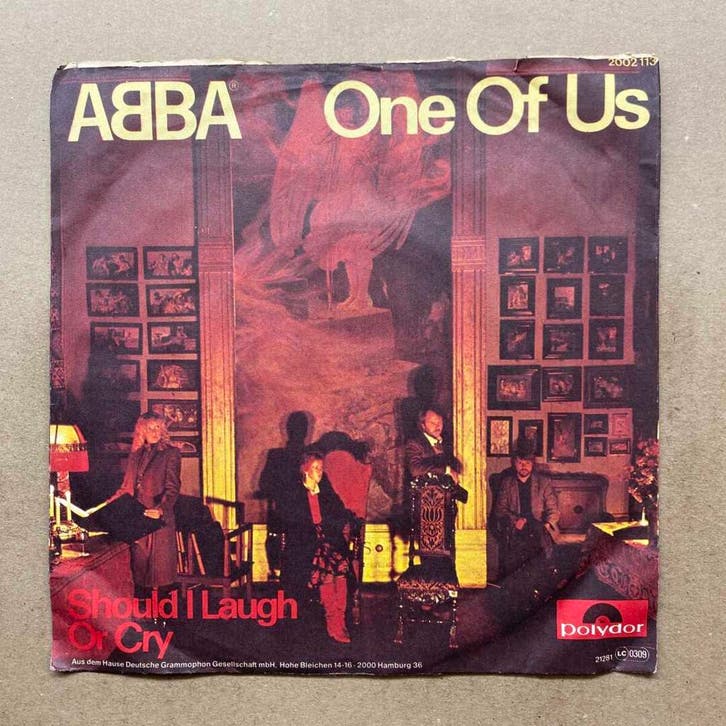 2002 113
ABBA® One Of Us
Should I Laugh
Or Cry
Polydor
Aus dem Hause Deutsche Grammophon Gesellschaft mbH, Hohe Bleichen 14-16 - 2000 Hamburg 36
21281 LC 0309